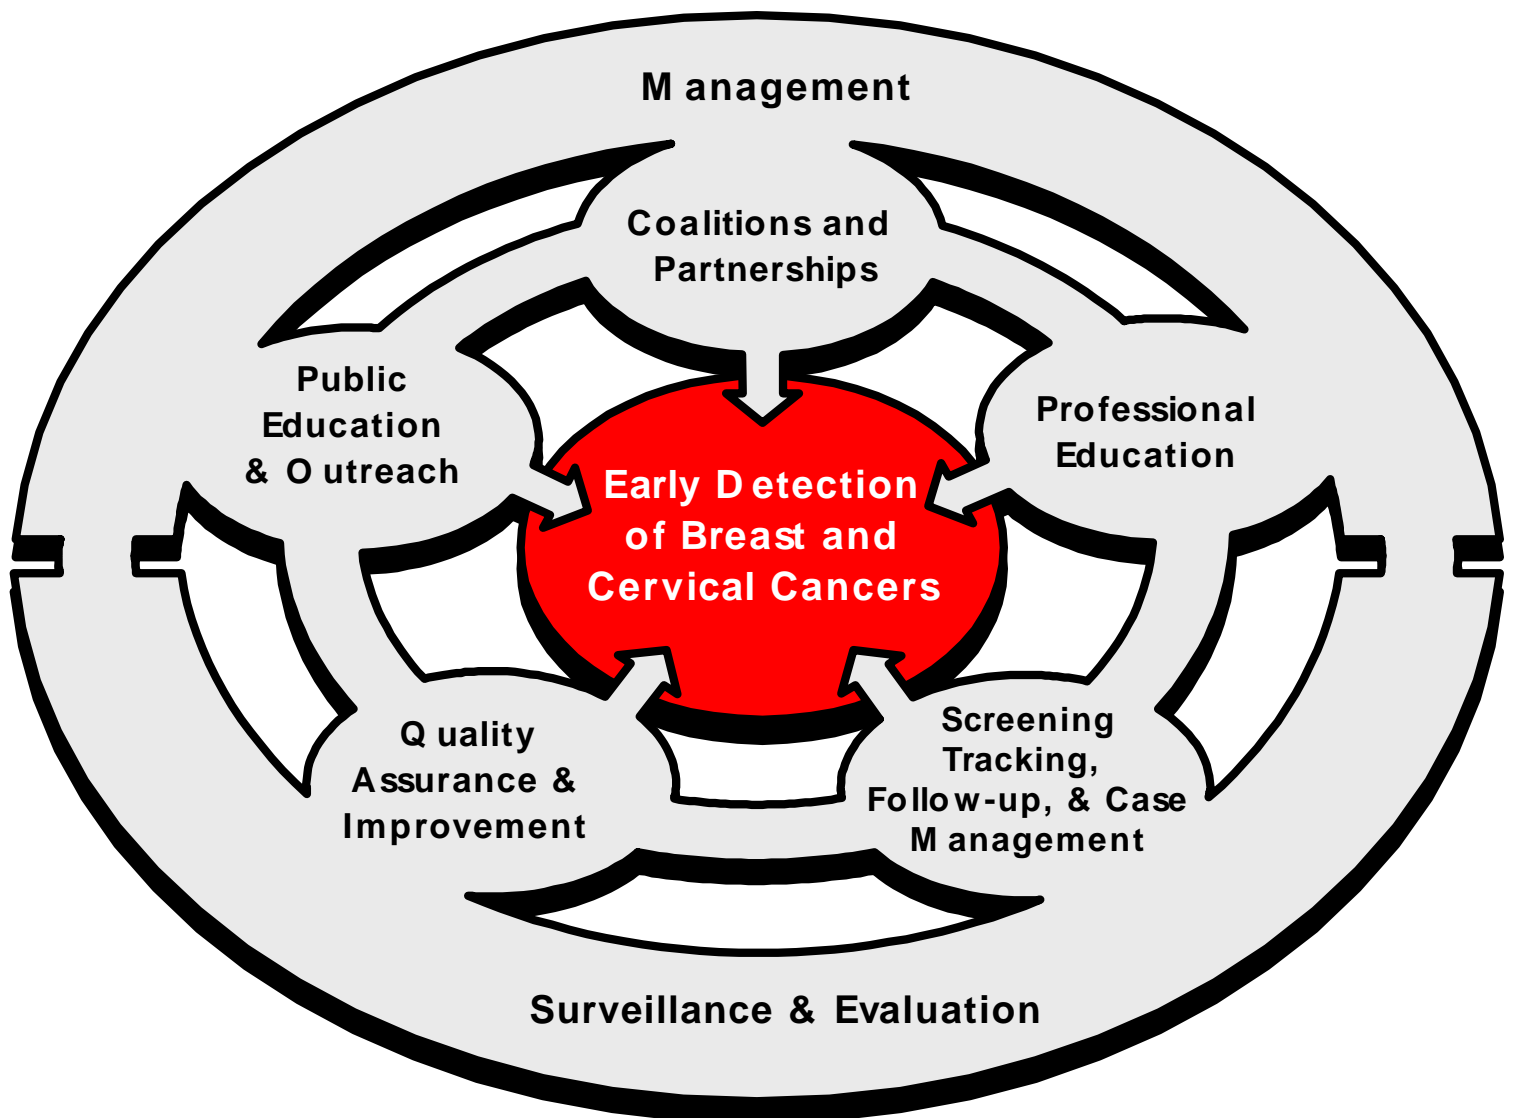 Management
Coalitions and
Partnerships
Public
Education
& Outreach
Professional
Education
Early Detection
of Breast and
Cervical Cancers
Quality
Assurance &
Improvement
Screening
Tracking,
Follow-up, & Case
Management
Surveillance & Evaluation